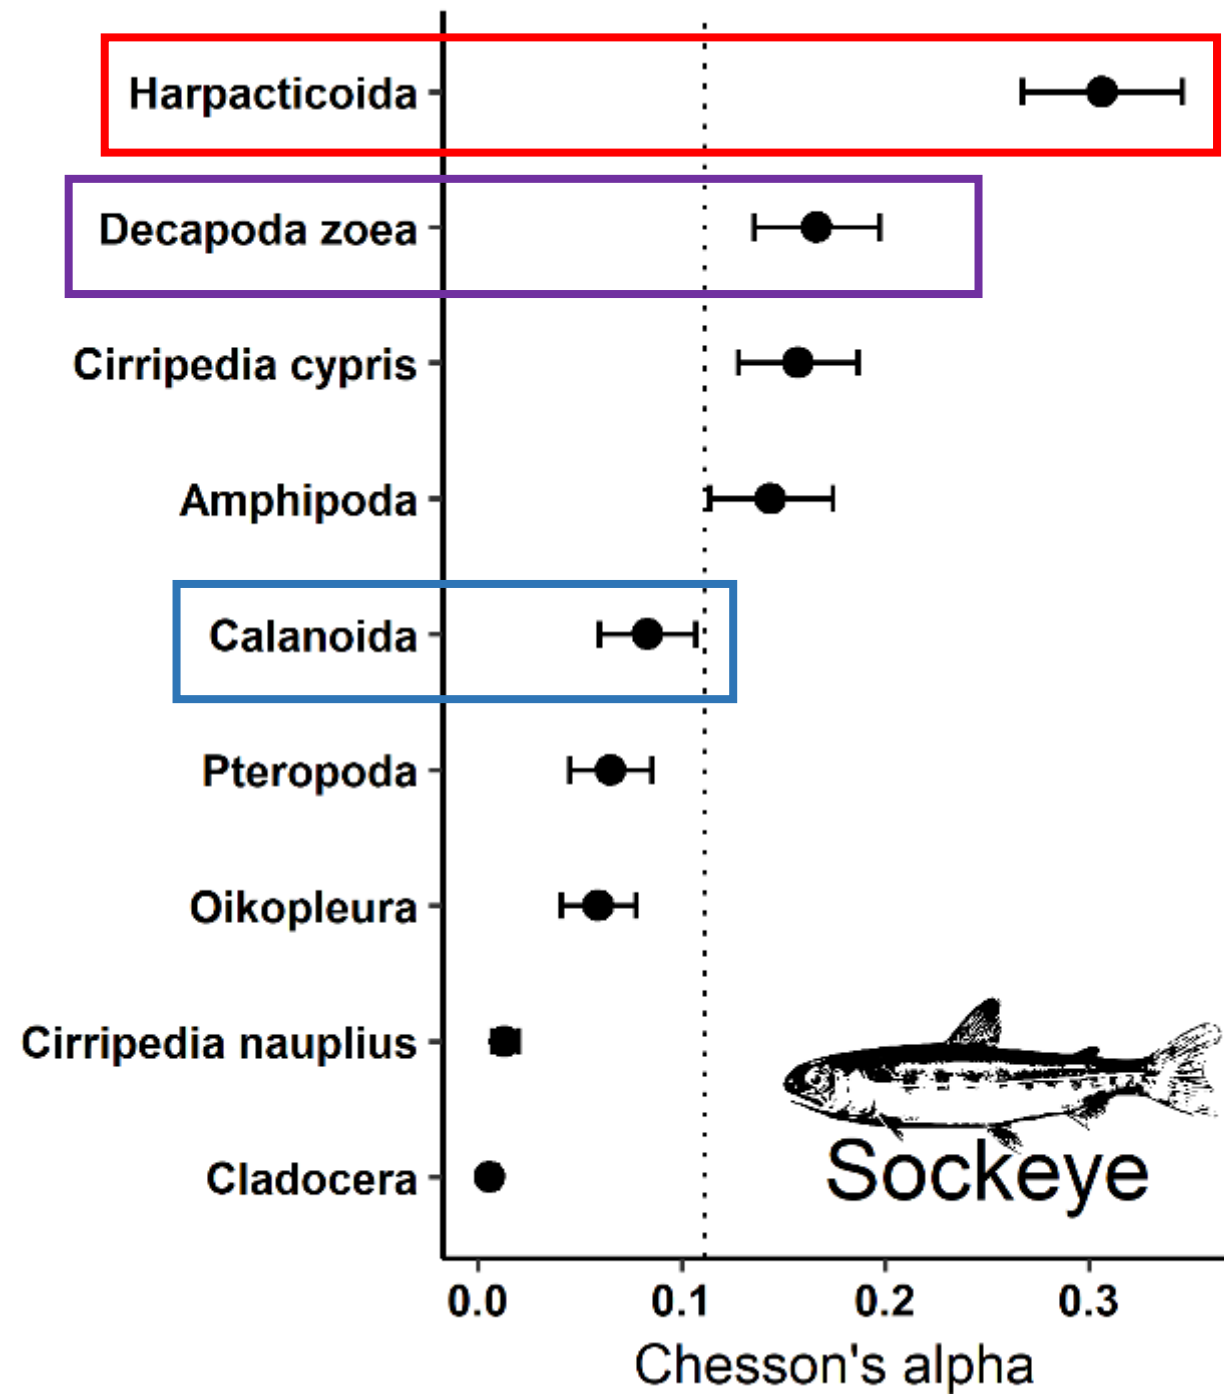 Harpacticoida
Decapoda zoea
Cirripedia cypris
Amphipoda
Calanoida
Pteropoda
Oikopleura
Cirripedia nauplius
Cladocera
Sockeye
0.0 0.1 0.2 0.3
Chesson's alpha